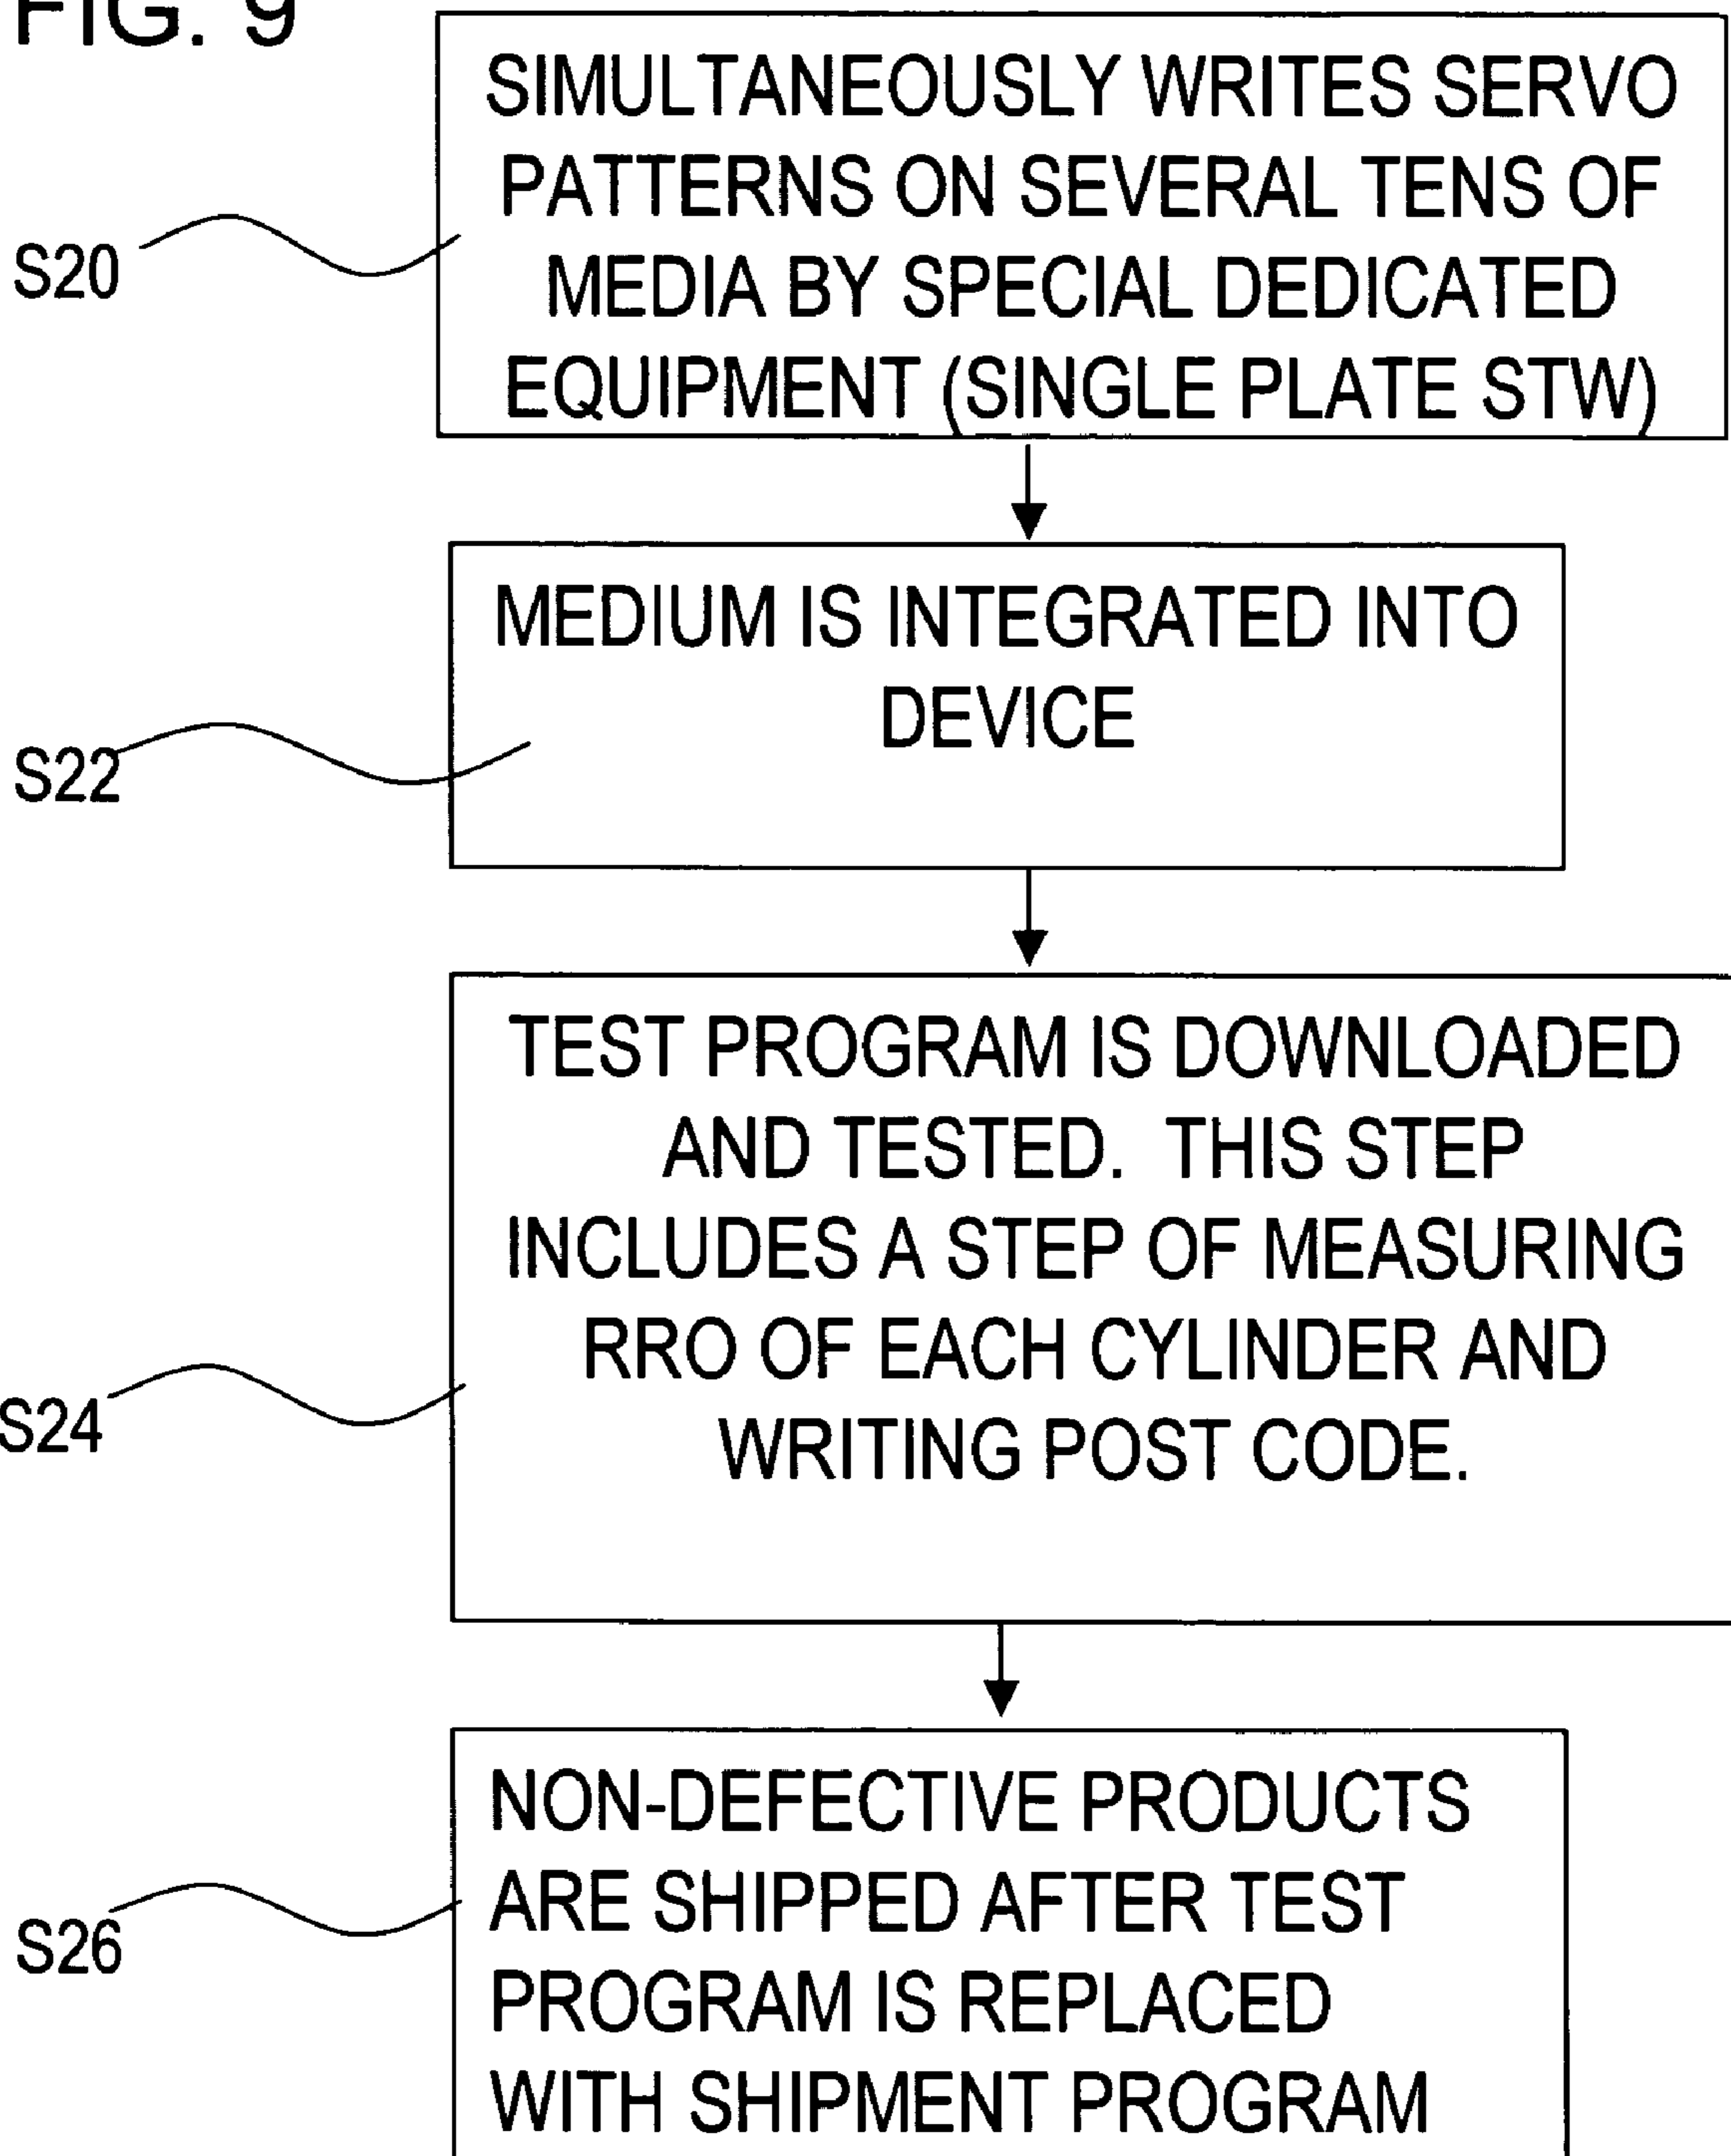 FIG. 9
SIMULTANEOUSLY WRITES SERVO
PATTERNS ON SEVERAL TENS OF
MEDIA BY SPECIAL DEDICATED
EQUIPMENT (SINGLE PLATE STW)
S20
MEDIUM IS INTEGRATED INTO
DEVICE
S22
TEST PROGRAM IS DOWNLOADED
AND TESTED. THIS STEP
INCLUDES A STEP OF MEASURING
RRO OF EACH CYLINDER AND
WRITING POST CODE.
S24
NON-DEFECTIVE PRODUCTS
ARE SHIPPED AFTER TEST
PROGRAM IS REPLACED
WITH SHIPMENT PROGRAM
S26